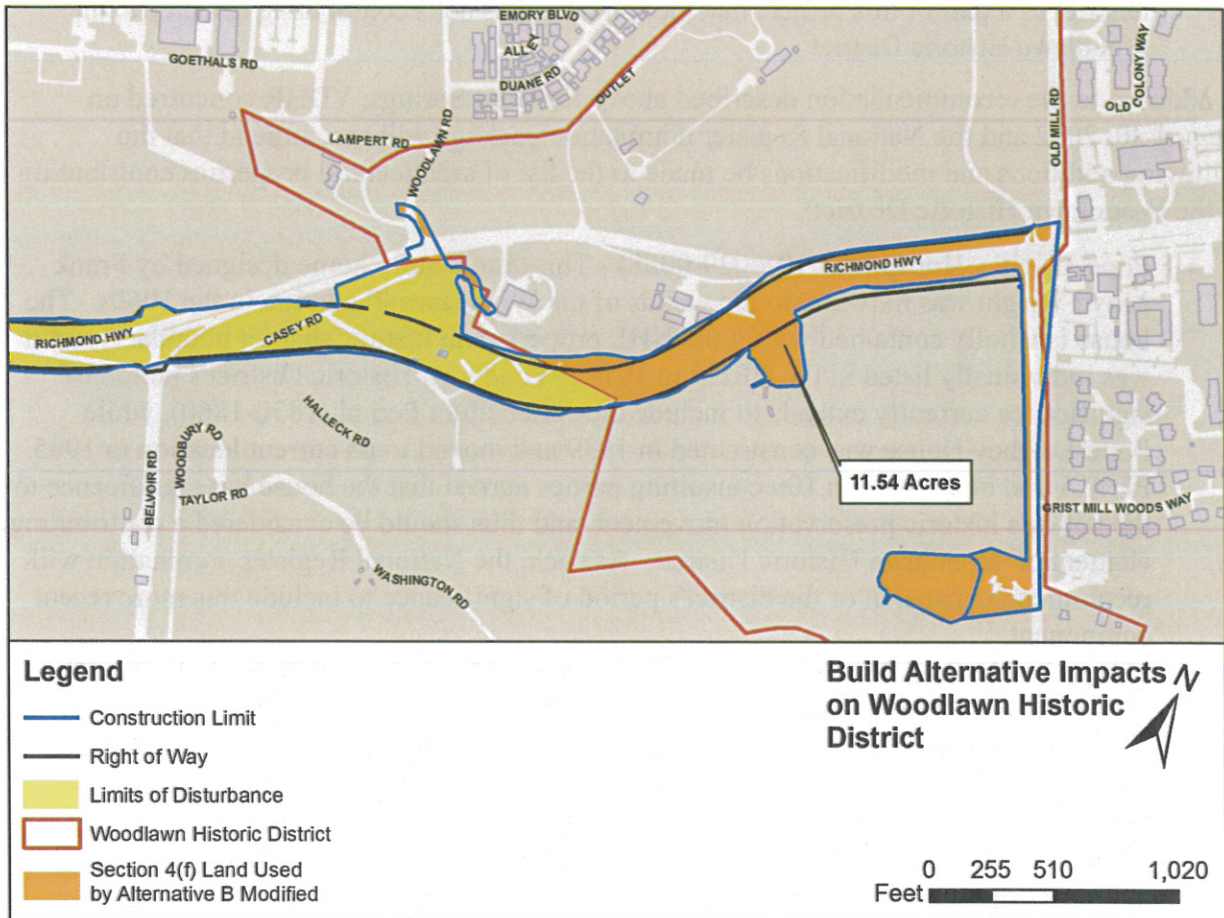 EMORY BLVD
ALLEY
DUANE RD
OUTLET
GOETHALS RD
LAMPERT RD
WOODLAWN RD
OLD MILL RD
OLD COLONY WAY
RICHMOND HWY
RICHMOND HWY
CASEY RD
HALLECK RD
BELVOIR RD
WOODBURY RD
TAYLOR RD
WASHINGTON RD
11.54 Acres
GRIST MILL WOODS WAY
Legend
Construction Limit
Right of Way
Limits of Disturbance
Woodlawn Historic District
Section 4(f) Land Used
by Alternative B Modified
Build Alternative Impacts
on Woodlawn Historic
District
N
0 255 510 1,020
Feet